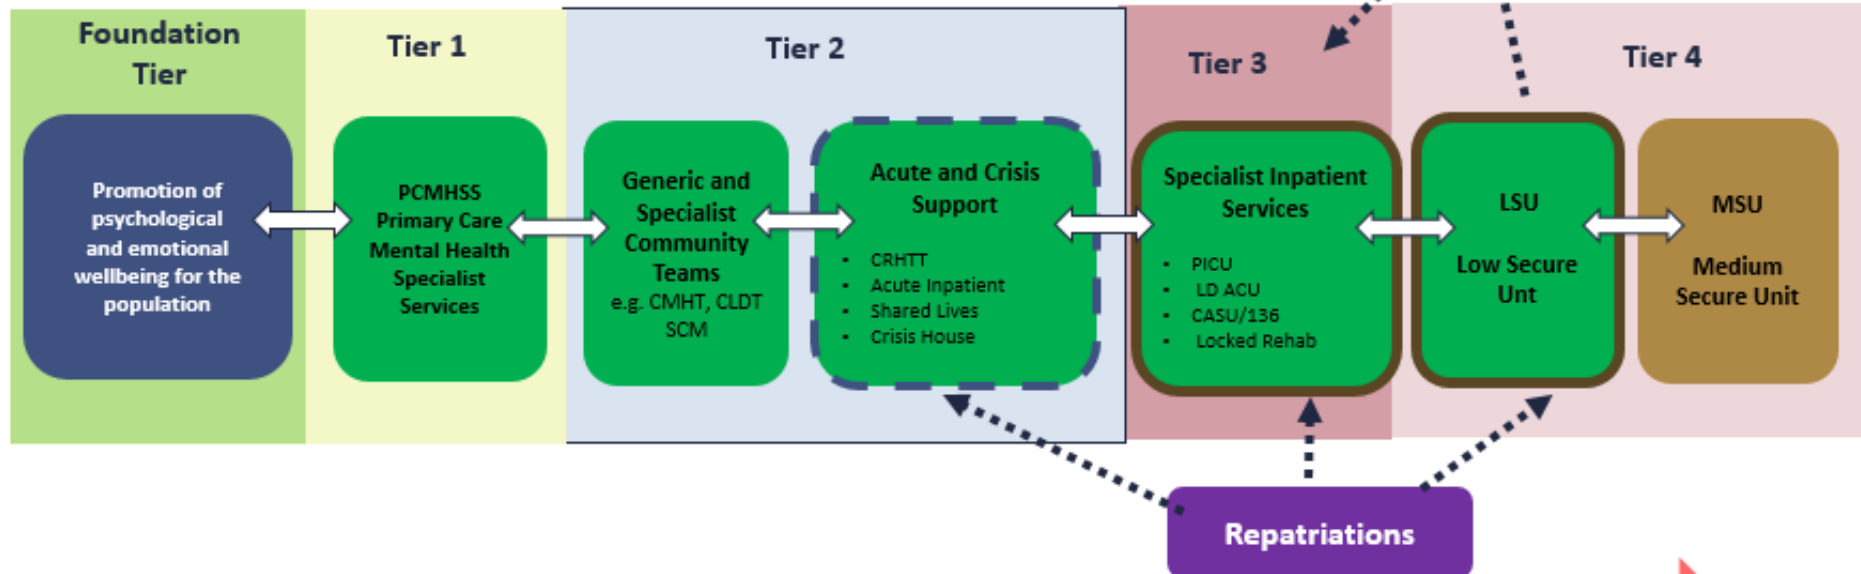 Foundation
Tier
Tier 1
Tier 2
Tier 3
Tier 4
Promotion of
psychological
and emotional
wellbeing for the
population
PCMHSS
Primary Care
Mental Health
Specialist
Services
Generic and
Specialist
Community
Teams
e.g. CMHT, CLDT
SCM
Acute and Crisis
Support
▪ CRHTT
▪ Acute Inpatient
▪ Shared Lives
▪ Crisis House
Specialist Inpatient
Services
▪ PICU
▪ LD ACU
▪ CASU/136
▪ Locked Rehab
LSU
Low Secure
Unt
MSU
Medium
Secure Unit
Repatriations